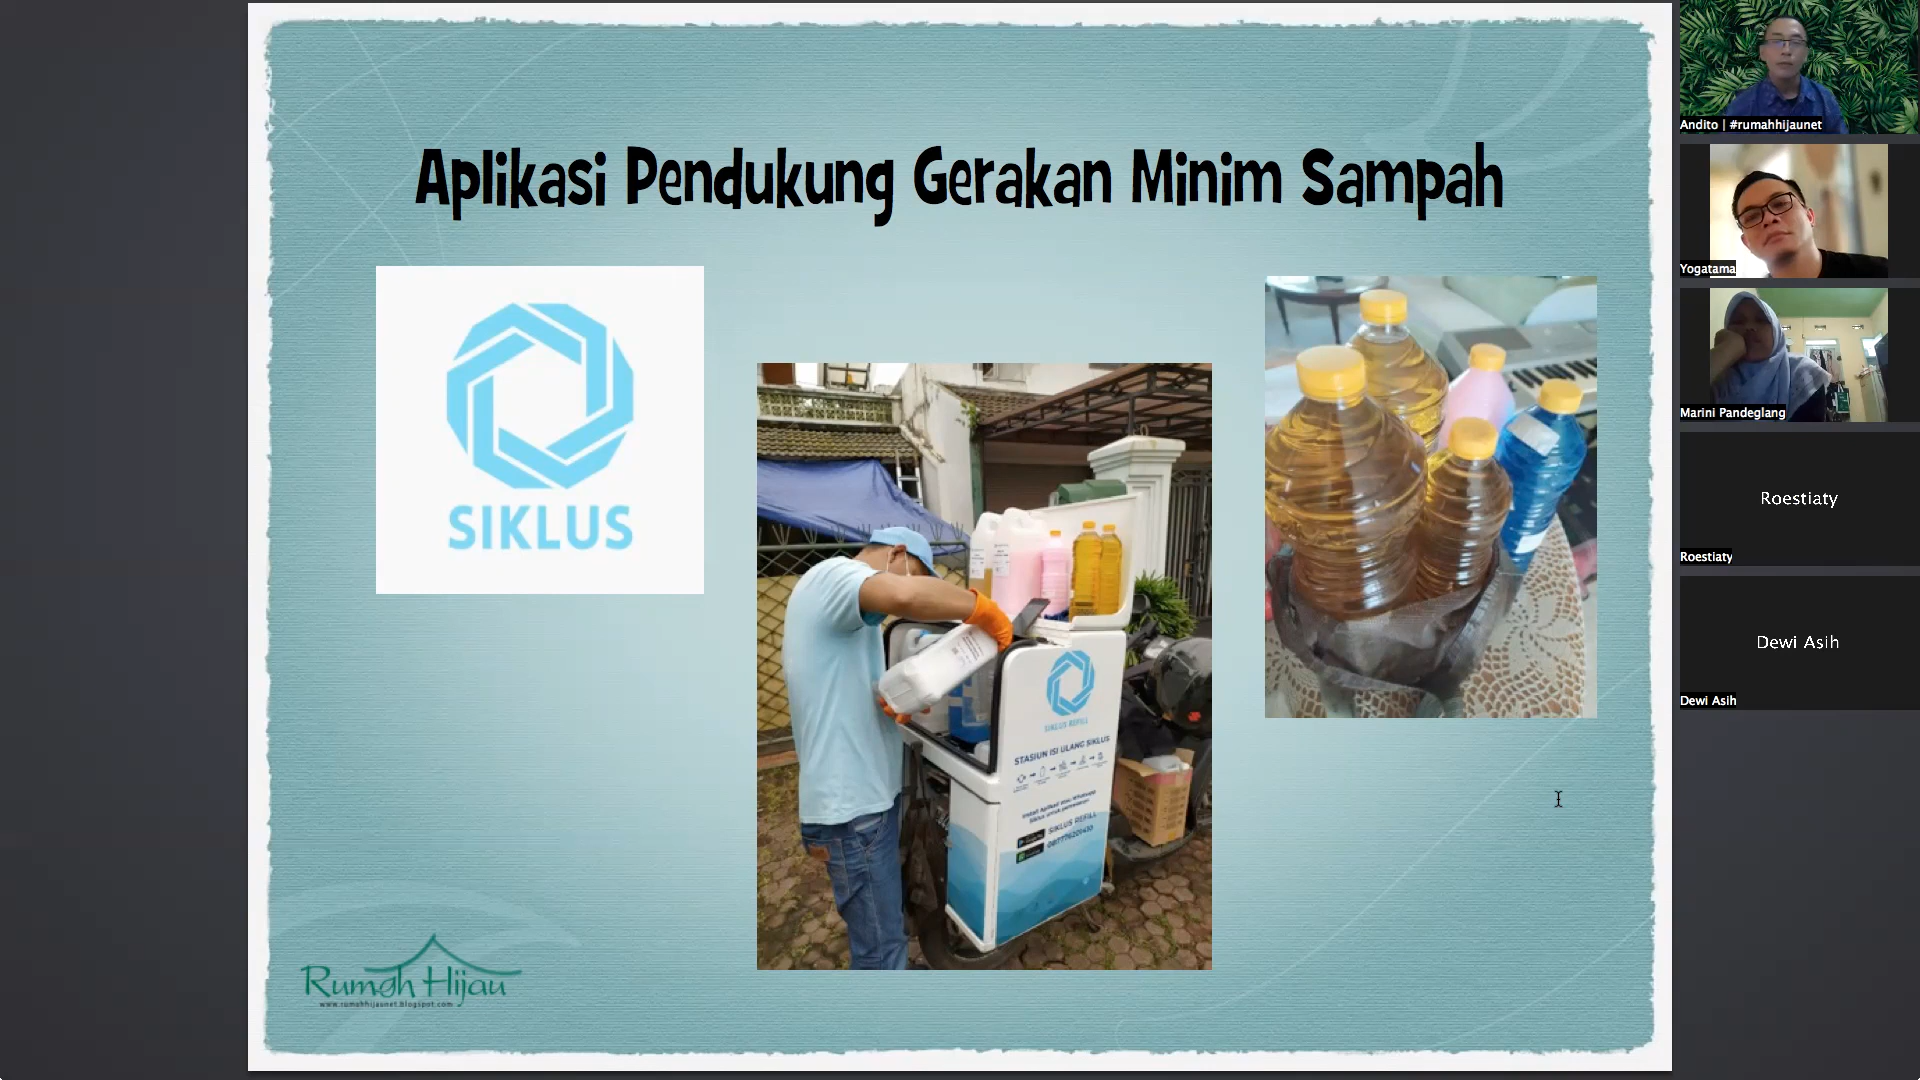 Aplikasi Pendukung Gerakan Minim Sampah
SIKLUS
SIKLUS REFILL
STASIUN ISI ULANG SIKLUS
SIKLUS REFILL
Rumah Hijau
www.rumahhijaunet.blogspot.com
Andito | #rumahhijaunet
Yogatama
Marini Pandeglang
Roestiaty
Roestiaty
Dewi Asih
Dewi Asih